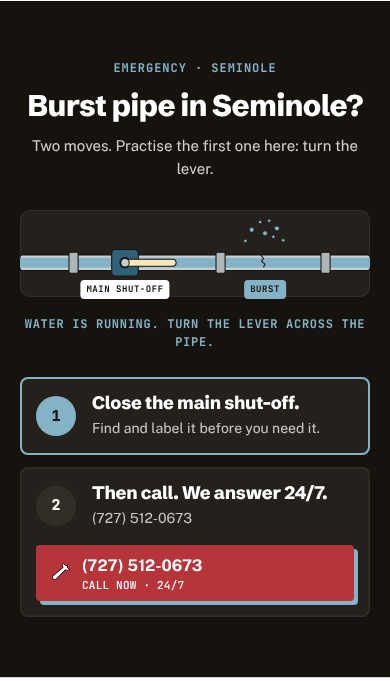 EMERGENCY · SEMINOLE
Burst pipe in Seminole?
Two moves. Practise the first one here: turn the
lever.
MAIN SHUT-OFF
BURST
WATER IS RUNNING. TURN THE LEVER ACROSS THE
PIPE.
1
Close the main shut-off.
Find and label it before you need it.
2
Then call. We answer 24/7.
(727) 512-0673
(727) 512-0673
CALL NOW · 24/7